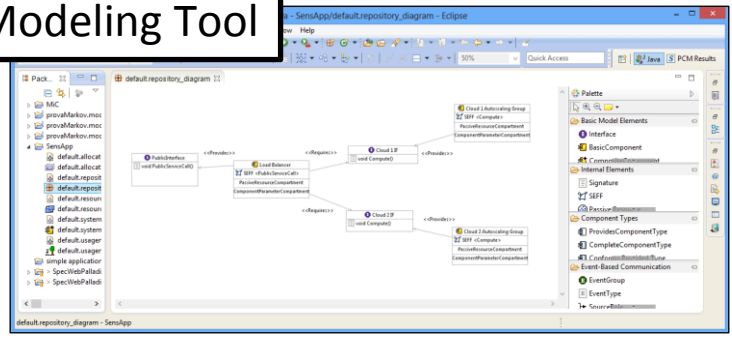 Modeling Tool
- SensApp/default.repository_diagram - Eclipse
Help
50%
Quick Access
Java
PCM Results
Pack...
default.repository_diagram
MiC
provaMarkov.moc
provaMarkov.moc
provaMarkov.moc
SensApp
default.allocat
default.allocat
default.reposit
default.reposit
default.resoun
default.resoun
default.system
default.system
default.usager
default.usager
simple application
> SpecWebPalladi
> SpecWebPalladi
PublicInterface
void PublicServiceCall()
<<Provides>>
Load Balancer
SEFF <PublicServiceCall>
PassiveResourceCompartment
ComponentParameterCompartment
<<Requires>>
Cloud 1 IF
void Compute()
<<Provides>>
Cloud 1 Autoscaling Group
SEFF <Compute>
PassiveResourceCompartment
ComponentParameterCompartment
<<Requires>>
Cloud 2 IF
void Compute()
<<Provides>>
Cloud 2 Autoscaling Group
SEFF <Compute>
PassiveResourceCompartment
ComponentParameterCompartment
Palette
Basic Model Elements
Interface
BasicComponent
Internal Elements
Signature
SEFF
Component Types
ProvidesComponentType
CompleteComponentType
Event-Based Communication
EventGroup
EventType
default.repository_diagram - SensApp